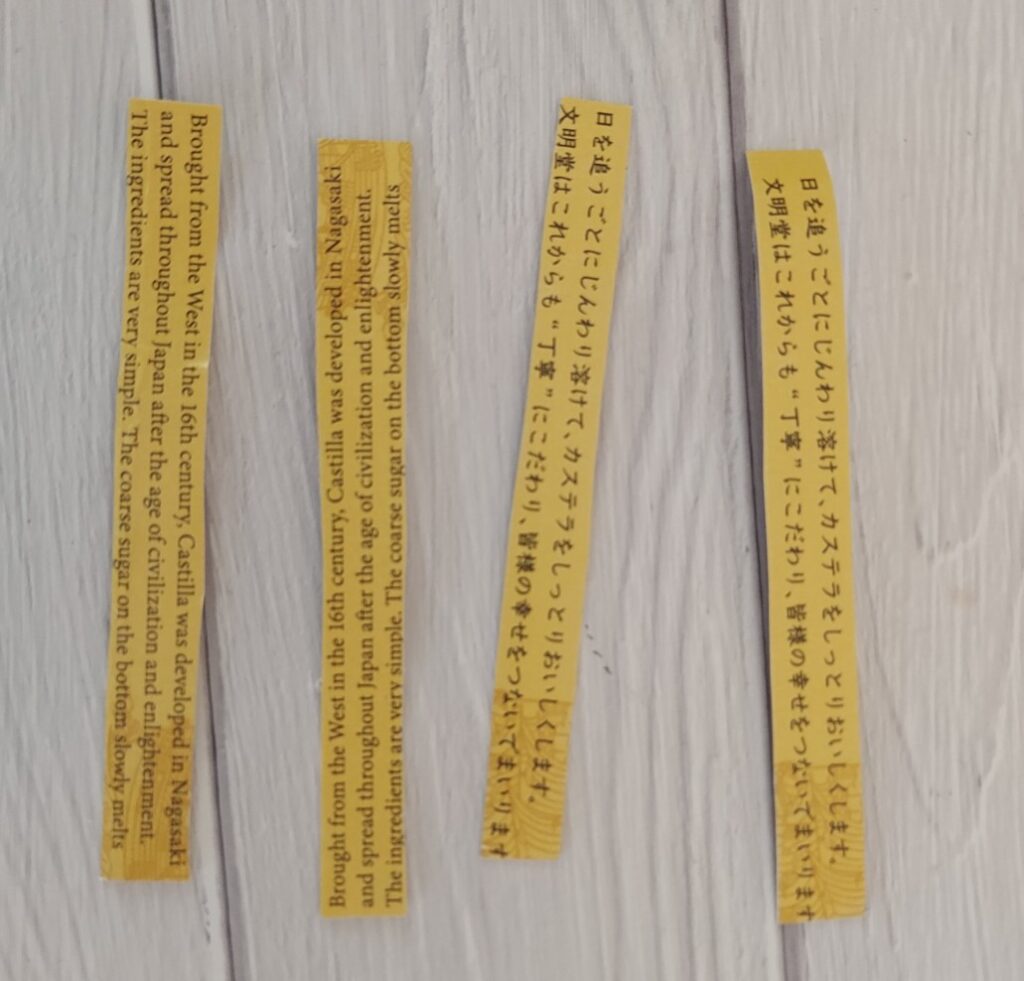 Brought from the West in the 16th century, Castilla was developed in Nagasaki
and spread throughout Japan after the age of civilization and enlightenment.
The ingredients are very simple. The coarse sugar on the bottom slowly melts
Brought from the West in the 16th century, Castilla was developed in Nagasaki
and spread throughout Japan after the age of civilization and enlightenment.
The ingredients are very simple. The coarse sugar on the bottom slowly melts
日を追うごとにじんわり溶けて、カステラをしっとりおいしくします。
文明堂はこれからも“丁寧”にこだわり、皆様の幸せをつないでまいります
日を追うごとにじんわり溶けて、カステラをしっとりおいしくします。
文明堂はこれからも“丁寧”にこだわり、皆様の幸せをつないでまいります